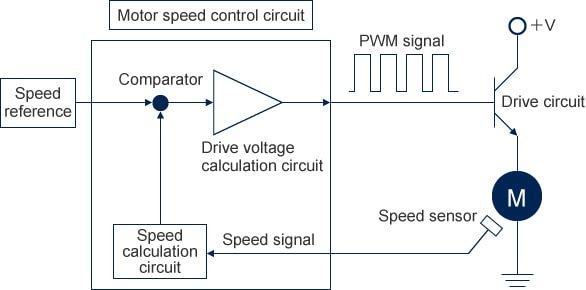 Motor speed control circuit
PWM signal
+V
Comparator
Speed
reference
Drive circuit
Drive voltage
calculation circuit
M
Speed sensor
Speed
calculation
circuit
Speed signal